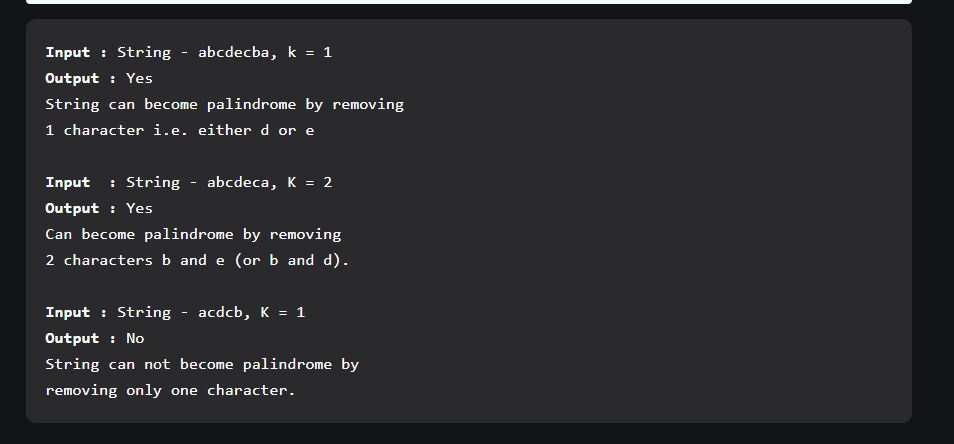 Input : String - abcdecba, k = 1
Output : Yes
String can become palindrome by removing
1 character i.e. either d or e
Input  : String - abcdeca, K = 2
Output : Yes
Can become palindrome by removing
2 characters b and e (or b and d).
Input : String - acdcb, K = 1
Output : No
String can not become palindrome by
removing only one character.